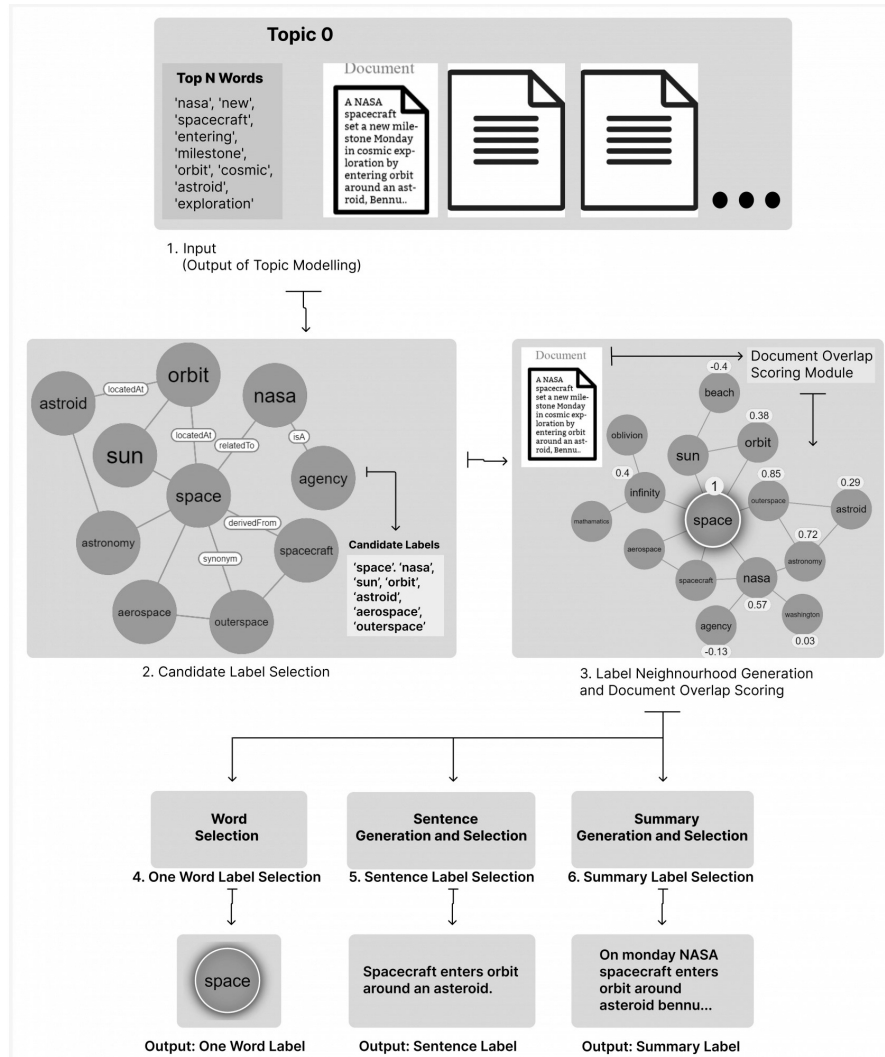 Topic 0
Top N Words
'nasa', 'new',
'spacecraft',
'entering',
'milestone',
'orbit', 'cosmic',
'astroid',
'exploration'
Document
A NASA
spacecraft
set a new mile-
stone Monday
in cosmic exp-
loration by
entering orbit
around an ast-
roid, Bennu..
1. Input
(Output of Topic Modelling)
orbit
nasa
astroid
locatedAt
locatedAt
relatedTo
isA
sun
agency
space
derivedFrom
astronomy
synonym
spacecraft
aerospace
outerspace
Candidate Labels
'space'. 'nasa',
'sun', 'orbit',
'astroid',
'aerospace',
'outerspace'
2. Candidate Label Selection
Document
A NASA
spacecraft
set a new mile-
stone Monday
in cosmic exp-
loration by
entering orbit
around an ast-
roid, Bennu..
Document Overlap
Scoring Module
-0.4
beach
0.38
oblivion
orbit
sun
0.4
1
0.85
0.29
infinity
outerspace
astroid
space
mathamatics
0.72
aerospace
astronomy
spacecraft
nasa
0.57
washington
agency
0.03
-0.13
3. Label Neighnourhood Generation
and Document Overlap Scoring
Word
Selection
Sentence
Generation and Selection
Summary
Generation and Selection
4. One Word Label Selection
5. Sentence Label Selection
6. Summary Label Selection
space
Spacecraft enters orbit
around an asteroid.
On monday NASA
spacecraft enters
orbit around
asteroid bennu...
Output: One Word Label
Output: Sentence Label
Output: Summary Label